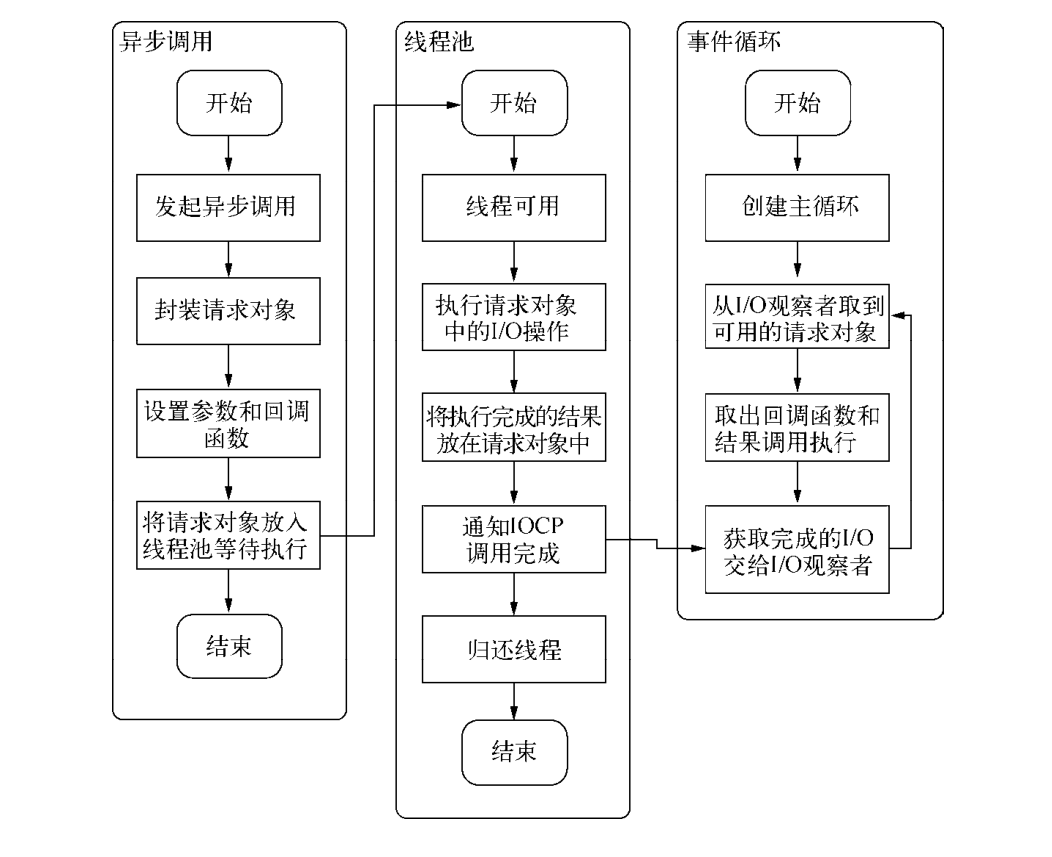 异步调用
开始
发起异步调用
封装请求对象
设置参数和回调
函数
将请求对象放入
线程池等待执行
结束
线程池
开始
线程可用
执行请求对象
中的I/O操作
将执行完成的结果
放在请求对象中
通知IOCP
调用完成
归还线程
结束
事件循环
开始
创建主循环
从I/O观察者取到
可用的请求对象
取出回调函数和
结果调用执行
获取完成的I/O
交给I/O观察者